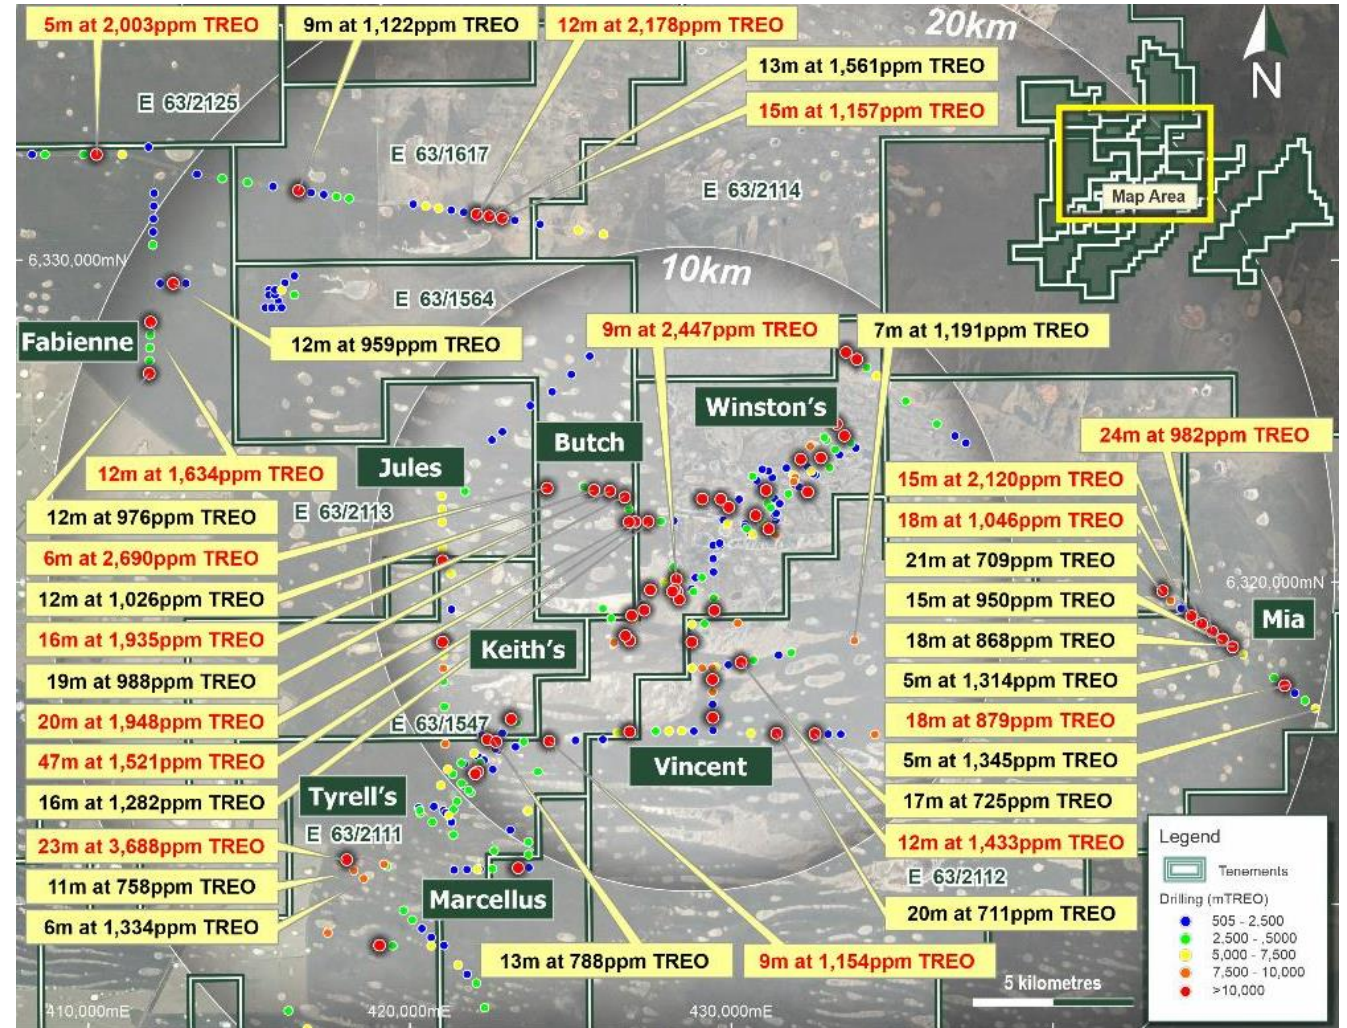 5m at 2,003ppm TREO
9m at 1,122ppm TREO
12m at 2,178ppm TREO
20km
N
13m at 1,561ppm TREO
15m at 1,157ppm TREO
E 63/2125
E 63/1617
E 63/2114
Map Area
6,330,000mN
10km
E 63/1564
Fabienne
12m at 959ppm TREO
9m at 2,447ppm TREO
7m at 1,191ppm TREO
Winston's
Butch
Jules
24m at 982ppm TREO
12m at 1,634ppm TREO
15m at 2,120ppm TREO
12m at 976ppm TREO
E 63/2113
18m at 1,046ppm TREO
6m at 2,690ppm TREO
21m at 709ppm TREO
6,320,000mN
12m at 1,026ppm TREO
15m at 950ppm TREO
Mia
16m at 1,935ppm TREO
Keith's
18m at 868ppm TREO
19m at 988ppm TREO
5m at 1,314ppm TREO
20m at 1,948ppm TREO
E 63/1547
18m at 879ppm TREO
47m at 1,521ppm TREO
Vincent
5m at 1,345ppm TREO
16m at 1,282ppm TREO
Tyrell's
17m at 725ppm TREO
E 63/2111
23m at 3,688ppm TREO
12m at 1,433ppm TREO
11m at 758ppm TREO
Marcellus
E 63/2112
6m at 1,334ppm TREO
20m at 711ppm TREO
13m at 788ppm TREO
9m at 1,154ppm TREO
5 kilometres
410,000mE
420,000mE
430,000mE
Legend
Tenements
Drilling (mTREO)
505 - 2,500
2,500 - ,5000
5,000 - 7,500
7,500 - 10,000
>10,000